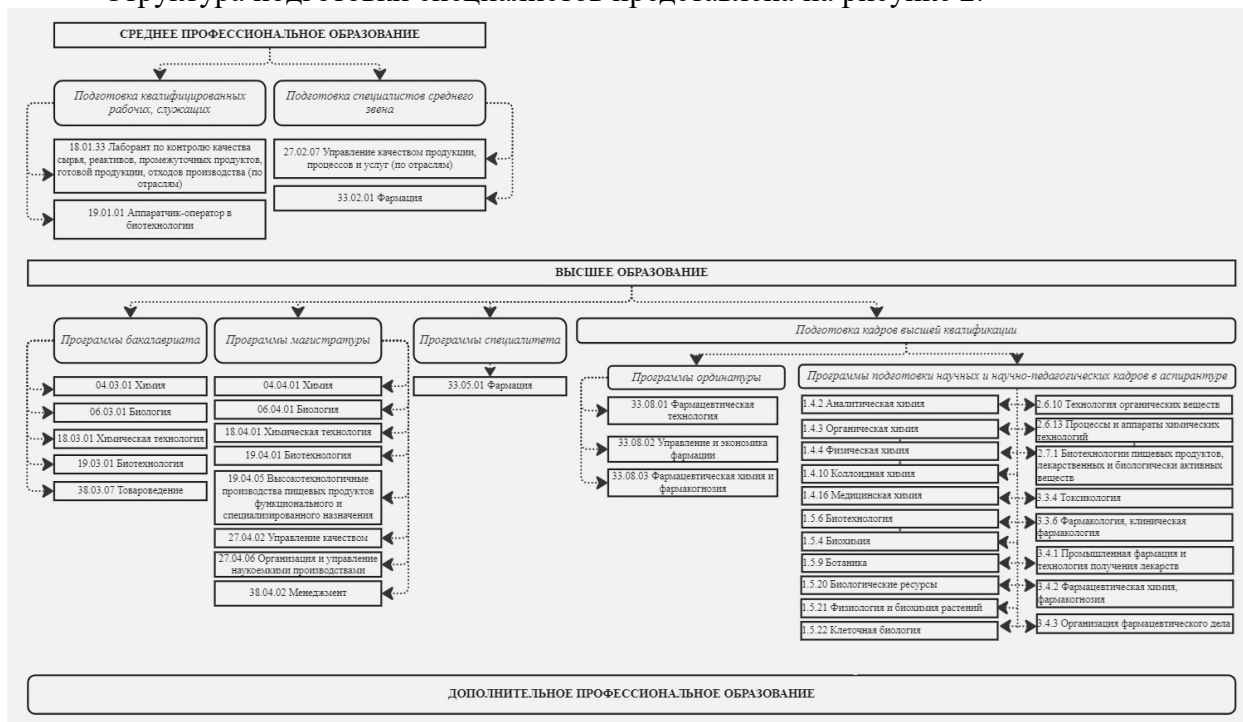 Структура подготовки специалистов представлена на рисунке 2.
СРЕДНЕЕ ПРОФЕССИОНАЛЬНОЕ ОБРАЗОВАНИЕ
Подготовка квалифицированных
рабочих, служащих
Подготовка специалистов среднего
звена
18.01.33 Лаборант по контролю качества
сырья, реактивов, промежуточных продуктов,
готовой продукции, отходов производства (по
отраслям)
19.01.01 Аппаратчик-оператор в
биотехнологии
27.02.07 Управление качеством продукции,
процессов и услуг (по отраслям)
33.02.01 Фармация
ВЫСШЕЕ ОБРАЗОВАНИЕ
Программы бакалавриата
04.03.01 Химия
06.03.01 Биология
18.03.01 Химическая технология
19.03.01 Биотехнология
38.03.07 Товароведение
Программы магистратуры
04.04.01 Химия
06.04.01 Биология
18.04.01 Химическая технология
19.04.01 Биотехнология
19.04.05 Высокотехнологичные
производства пищевых продуктов
функционального и
специализированного назначения
27.04.02 Управление качеством
27.04.06 Организация и управление
наукоемкими производствами
38.04.02 Менеджмент
Программы специалитета
33.05.01 Фармация
Подготовка кадров высшей квалификации
Программы ординатуры
33.08.01 Фармацевтическая
технология
33.08.02 Управление и экономика
фармации
33.08.03 Фармацевтическая химия и
фармакогнозия
Программы подготовки научных и научно-педагогических кадров в аспирантуре
1.4.2 Аналитическая химия
1.4.3 Органическая химия
1.4.4 Физическая химия
1.4.10 Коллоидная химия
1.4.16 Медицинская химия
1.5.6 Биотехнология
1.5.4 Биохимия
1.5.9 Ботаника
1.5.20 Биологические ресурсы
1.5.21 Физиология и биохимия растений
1.5.22 Клеточная биология
2.6.10 Технология органических веществ
2.6.13 Процессы и аппараты химических
технологий
2.7.1 Биотехнологии пищевых продуктов,
лекарственных и биологически активных
веществ
3.3.4 Токсикология
3.3.6 Фармакология, клиническая
фармакология
3.4.1 Промышленная фармация и
технология получения лекарств
3.4.2 Фармацевтическая химия,
фармакогнозия
3.4.3 Организация фармацевтического дела
ДОПОЛНИТЕЛЬНОЕ ПРОФЕССИОНАЛЬНОЕ ОБРАЗОВАНИЕ